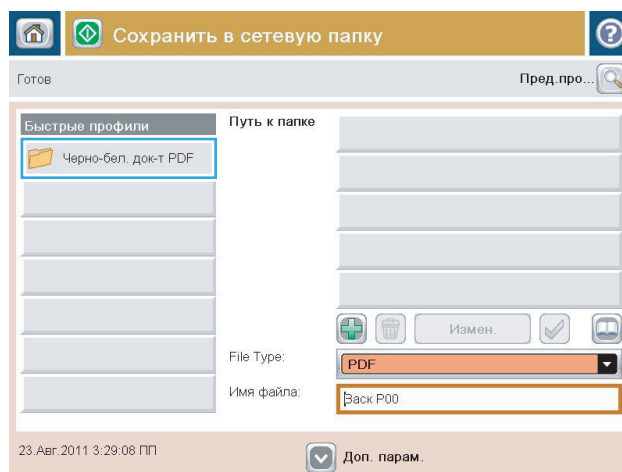 Сохранить в сетевую папку
Готов
Пред.про...
Быстрые профили
Путь к папке
Черно-бел. док-т PDF
Измен.
File Type:
PDF
Имя файла:
Васк Р00
23.Авг.2011 3:29:08 ПП
Доп. парам.